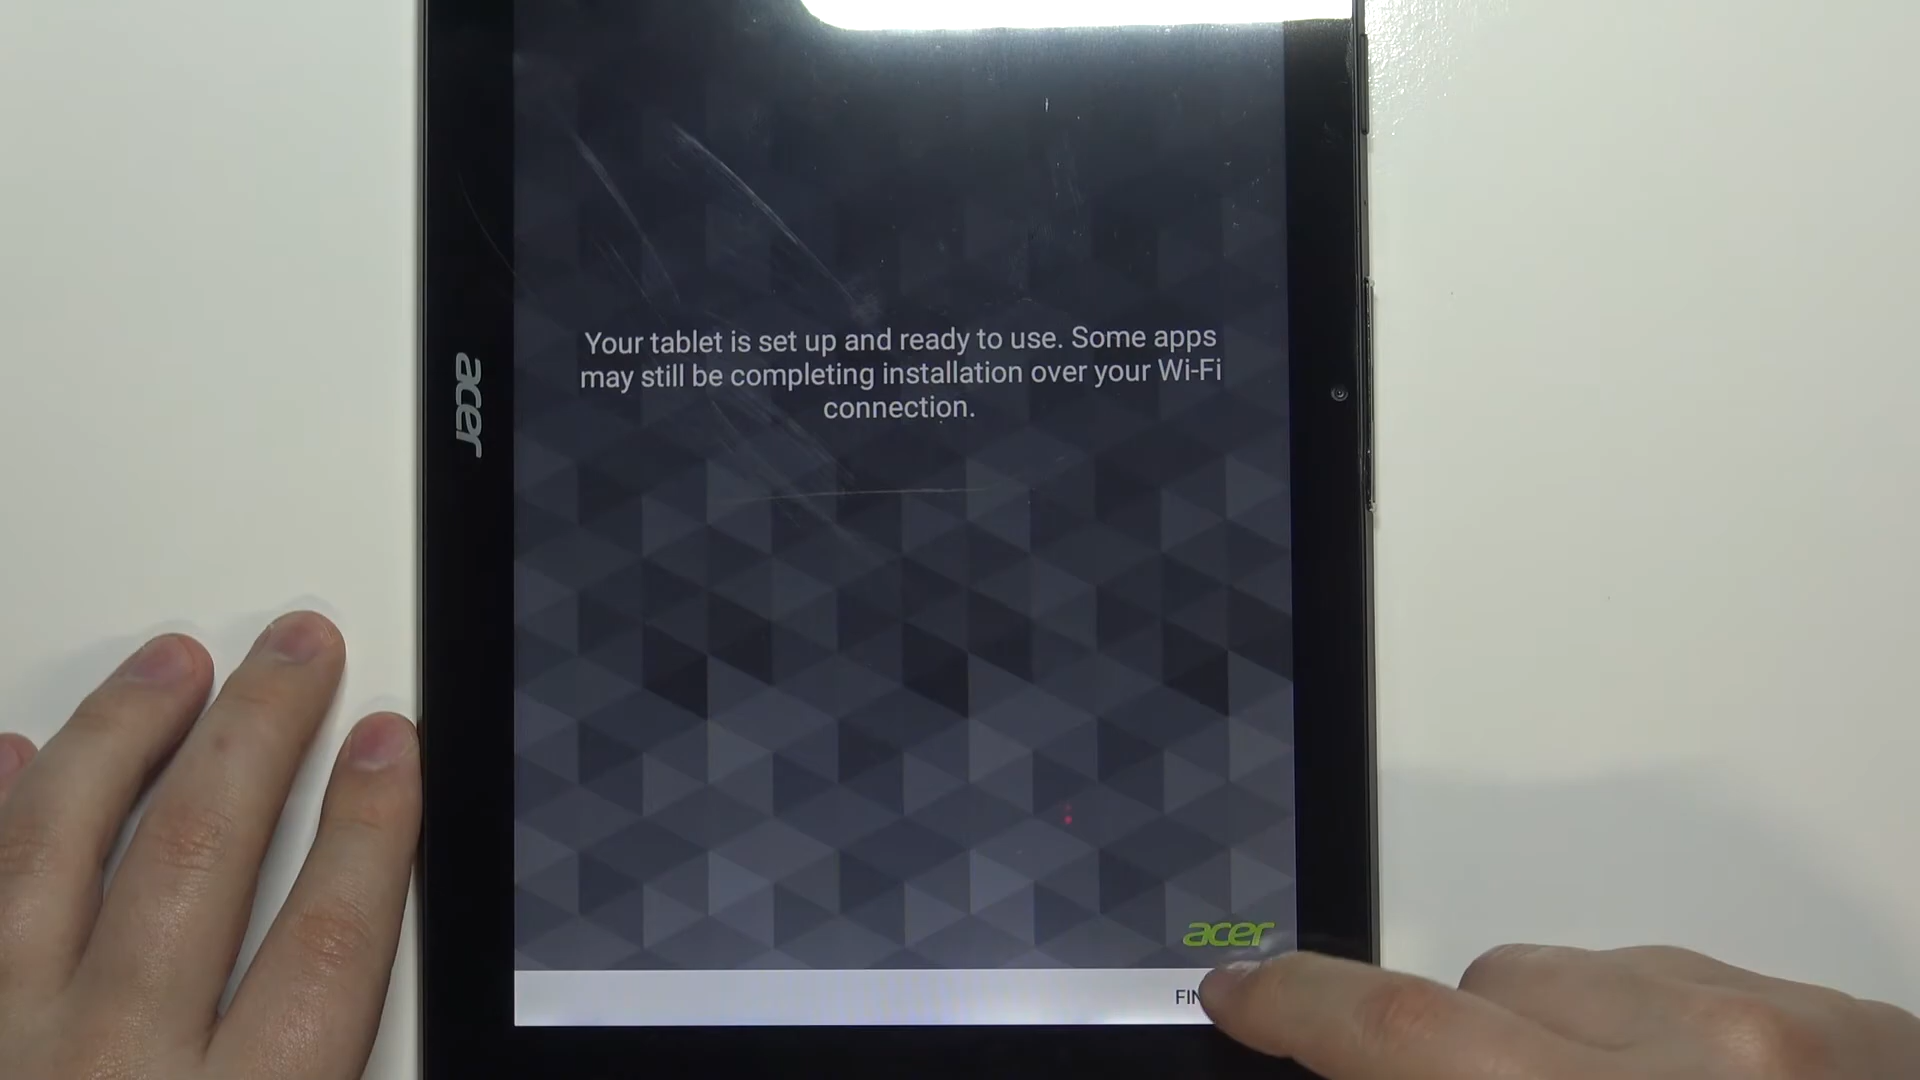 Your tablet is set up and ready to use. Some apps
may still be completing installation over your Wi-Fi
connection.
acer
acer